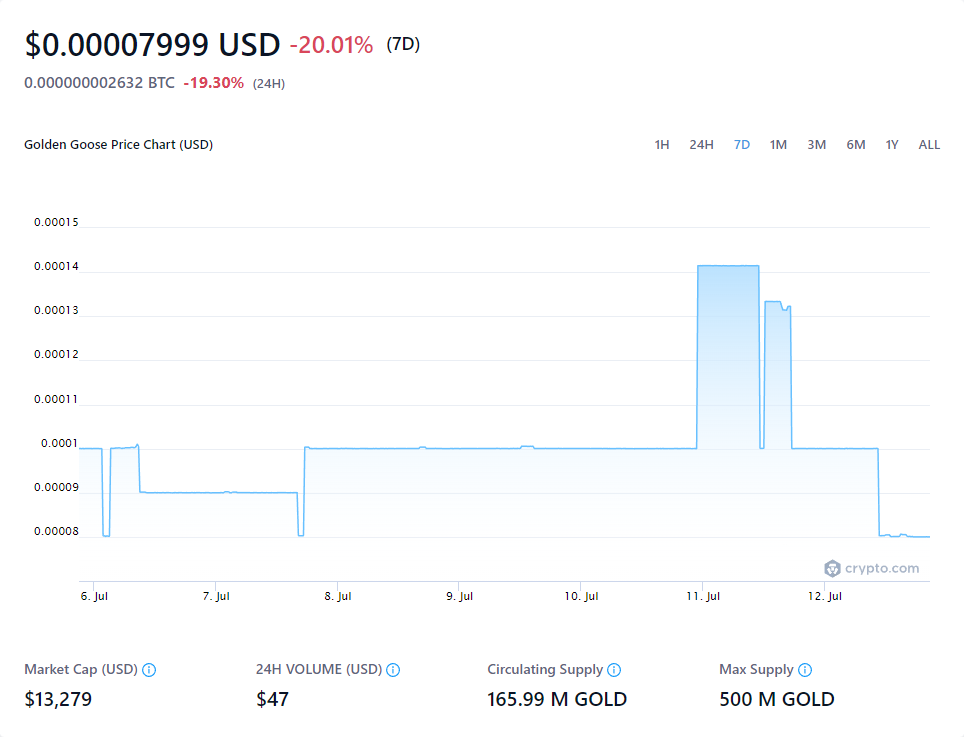 $0.00007999 USD -20.01% (7D)
0.000000002632 BTC -19.30% (24H)
Golden Goose Price Chart (USD) 1H 24H 7D 1M 3M 6M 1Y ALL
0.00015
0.00014
0.00013
0.00012
0.00011
0.0001
0.00009
0.00008
crypto.com
6. Jul 7. Jul 8. Jul 9. Jul 10. Jul 11. Jul 12. Jul
Market Cap (USD) 24H VOLUME (USD) Circulating Supply Max Supply
$13,279 $47 165.99 M GOLD 500 M GOLD